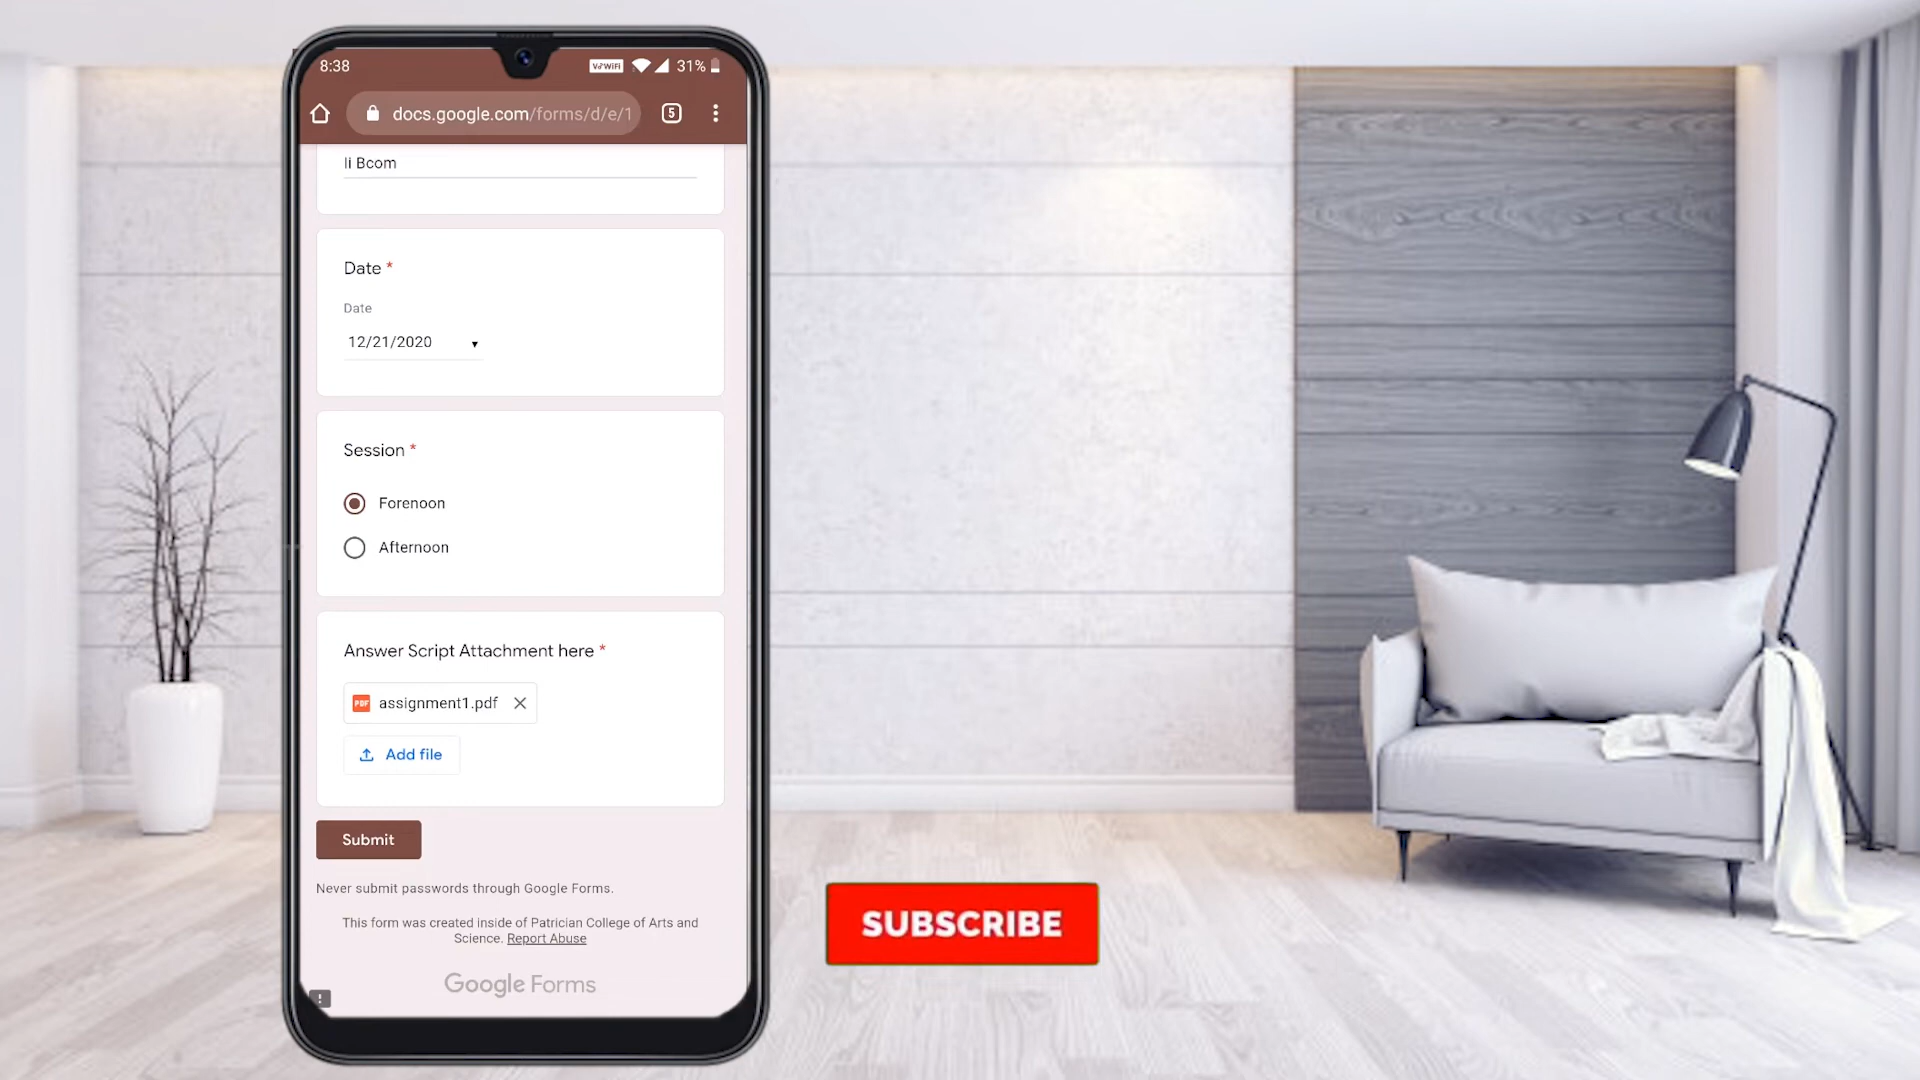 8:38
VoWiFi
31%
docs.google.com/forms/d/e/1
5
Ii Bcom
Date *
Date
12/21/2020
Session *
Forenoon
Afternoon
Answer Script Attachment here *
PDF
assignment1.pdf
Add file
Submit
Never submit passwords through Google Forms.
This form was created inside of Patrician College of Arts and
Science. Report Abuse
Google Forms
SUBSCRIBE